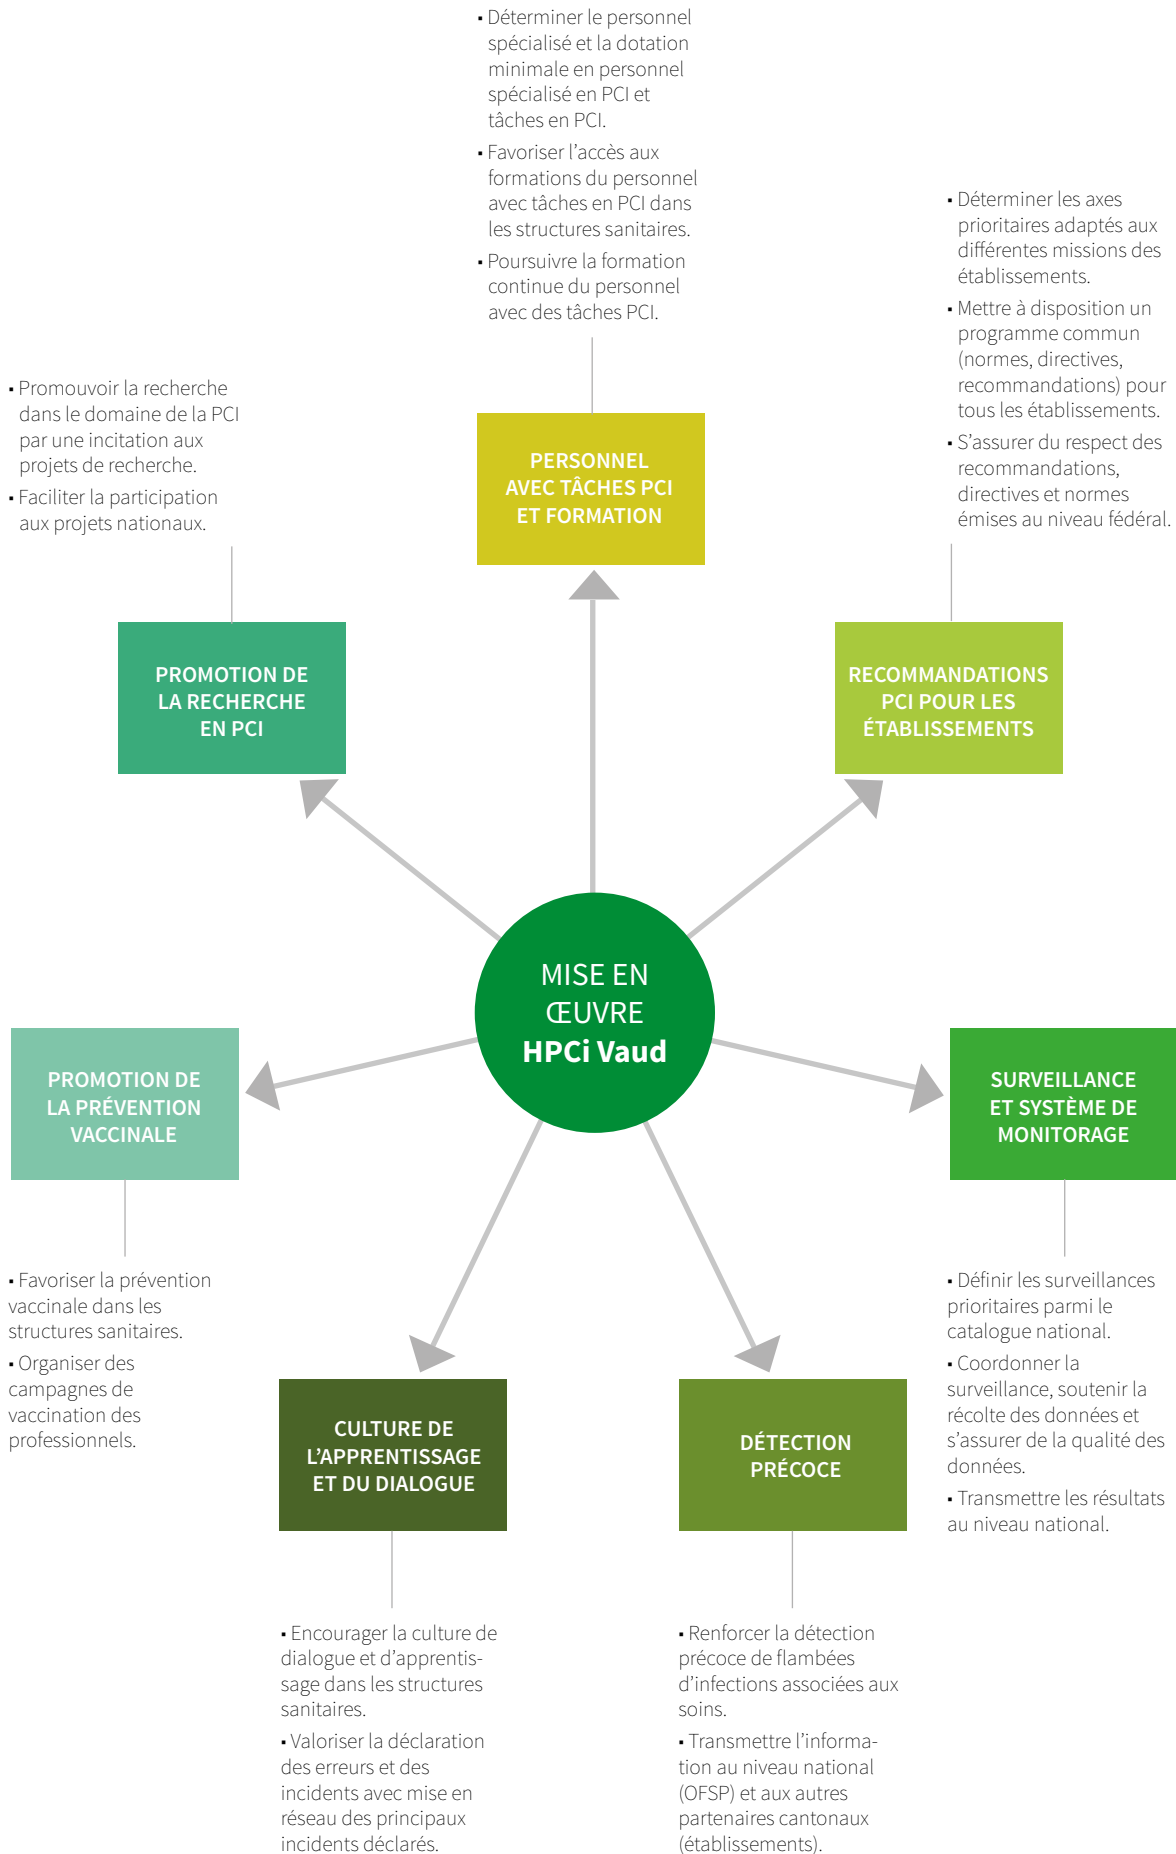 ▪ Déterminer le personnel
spécialisé et la dotation
minimale en personnel
spécialisé en PCI et
tâches en PCI.
▪ Favoriser l’accès aux
formations du personnel
avec tâches en PCI dans
les structures sanitaires.
▪ Poursuivre la formation
continue du personnel
avec des tâches PCI.
▪ Déterminer les axes
prioritaires adaptés aux
différentes missions des
établissements.
▪ Mettre à disposition un
programme commun
(normes, directives,
recommandations) pour
tous les établissements.
▪ S’assurer du respect des
recommandations,
directives et normes
émises au niveau fédéral.
▪ Promouvoir la recherche
dans le domaine de la PCI
par une incitation aux
projets de recherche.
▪ Faciliter la participation
aux projets nationaux.
PERSONNEL
AVEC TÂCHES PCI
ET FORMATION
PROMOTION DE
LA RECHERCHE
EN PCI
RECOMMANDATIONS
PCI POUR LES
ÉTABLISSEMENTS
MISE EN
ŒUVRE
HPCi Vaud
PROMOTION DE
LA PRÉVENTION
VACCINALE
SURVEILLANCE
ET SYSTÈME DE
MONITORAGE
▪ Favoriser la prévention
vaccinale dans les
structures sanitaires.
▪ Organiser des
campagnes de
vaccination des
professionnels.
▪ Définir les surveillances
prioritaires parmi le
catalogue national.
▪ Coordonner la
surveillance, soutenir la
récolte des données et
s’assurer de la qualité des
données.
▪ Transmettre les résultats
au niveau national.
CULTURE DE
L’APPRENTISSAGE
ET DU DIALOGUE
DÉTECTION
PRÉCOCE
▪ Encourager la culture de
dialogue et d’apprentis-
sage dans les structures
sanitaires.
▪ Valoriser la déclaration
des erreurs et des
incidents avec mise en
réseau des principaux
incidents déclarés.
▪ Renforcer la détection
précoce de flambées
d’infections associées aux
soins.
▪ Transmettre l’informa-
tion au niveau national
(OFSP) et aux autres
partenaires cantonaux
(établissements).